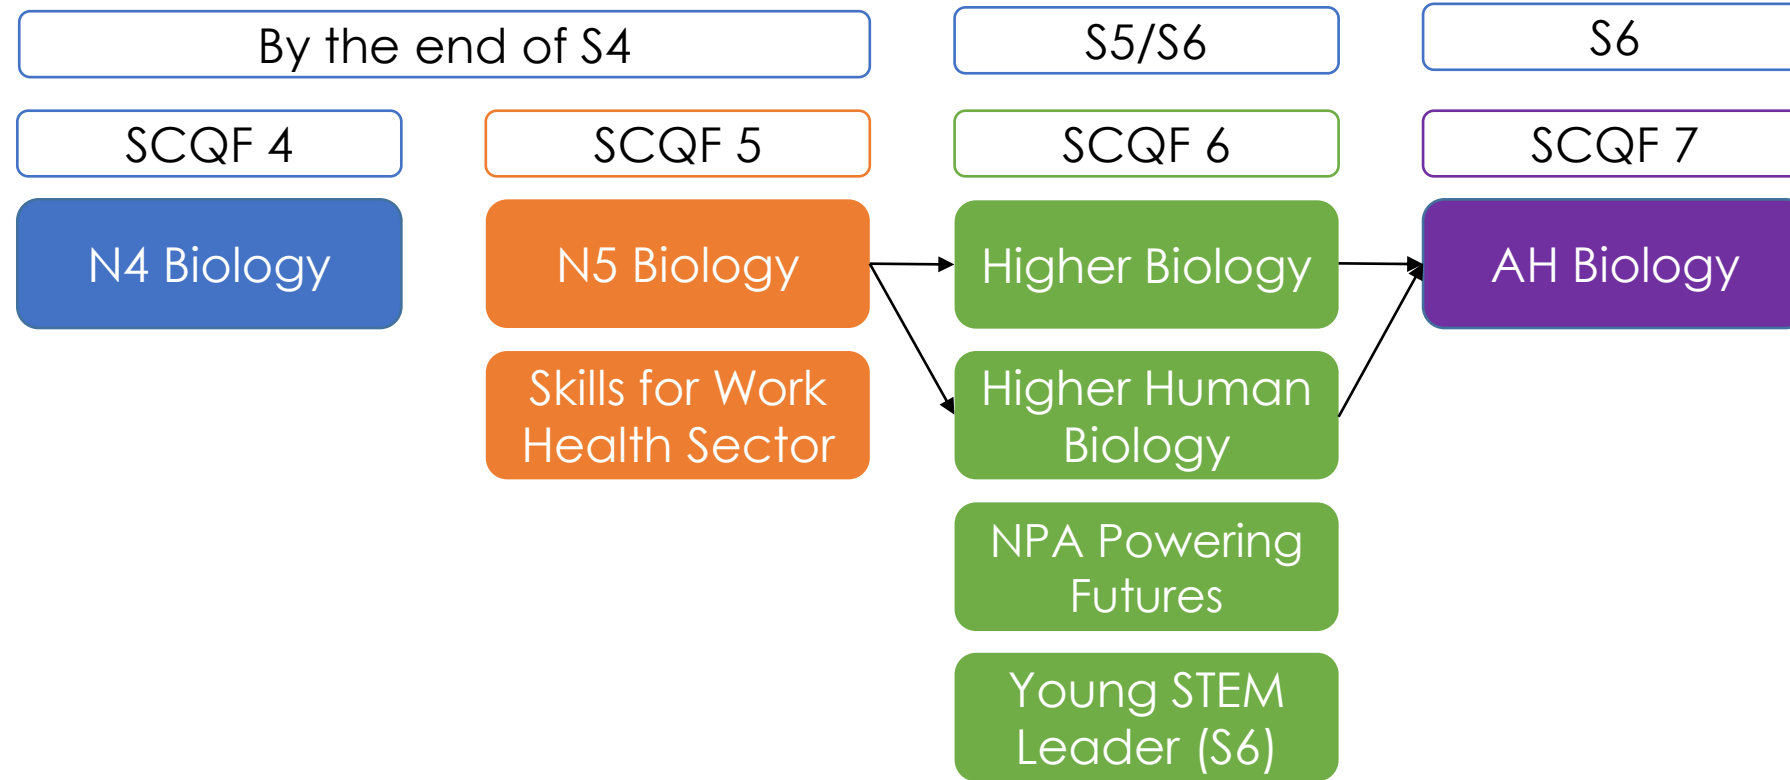 By the end of S4
S5/S6
S6
SCQF 4
SCQF 5
SCQF 6
SCQF 7
N4 Biology
N5 Biology
Higher Biology
AH Biology
Skills for Work
Health Sector
Higher Human
Biology
NPA Powering
Futures
Young STEM
Leader (S6)